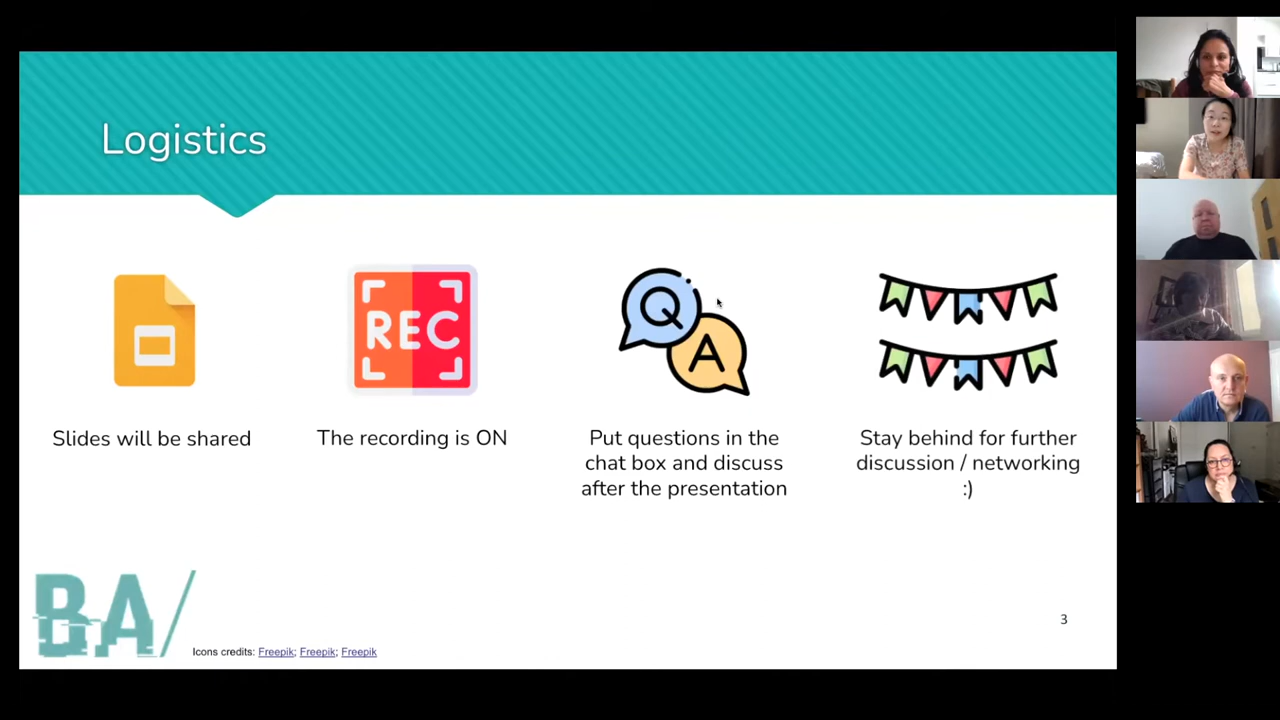 Logistics
REC
Q
A
Slides will be shared
The recording is ON
Put questions in the
chat box and discuss
after the presentation
Stay behind for further
discussion / networking
:)
BA/
3
Icons credits: Freepik; Freepik; Freepik